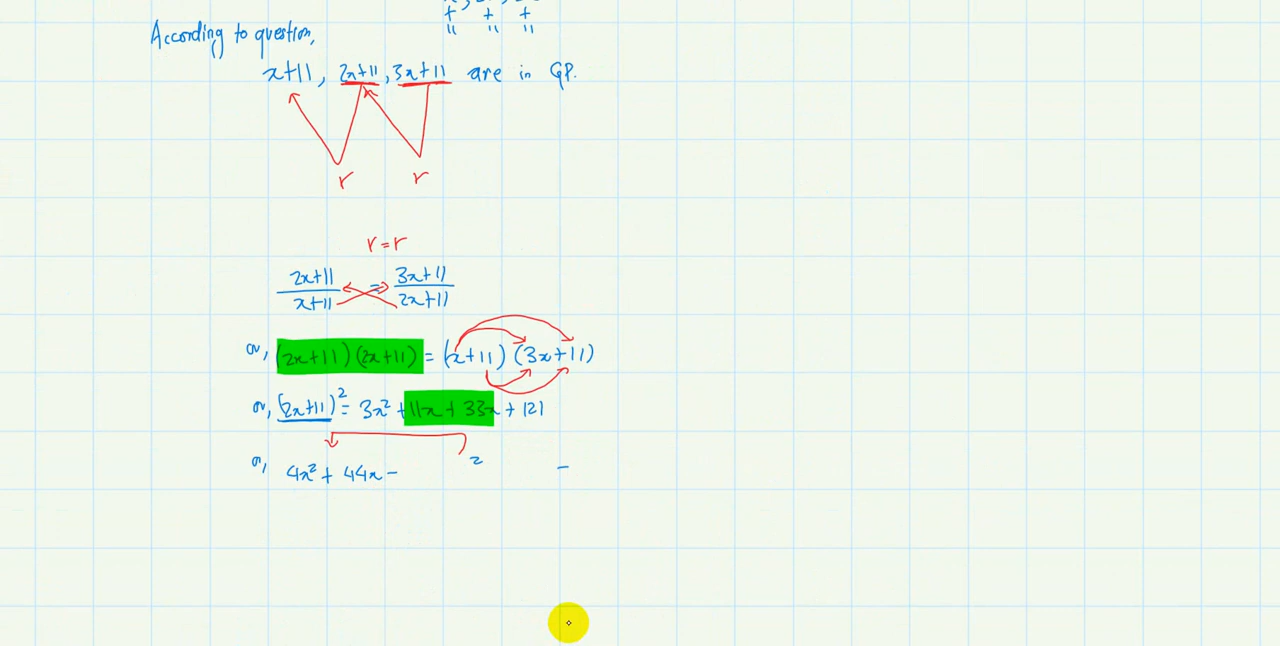 + + +
" " "
According to question,
x+11, 2x+11, 3x+11 are in GP.
r r
r=r
2x+11 / x+11 = 3x+11 / 2x+11
or, (2x+11)(2x+11) = (x+11)(3x+11)
or, (2x+11)² = 3x² + 11x + 33x + 121
or, 4x² + 44x - 2 -